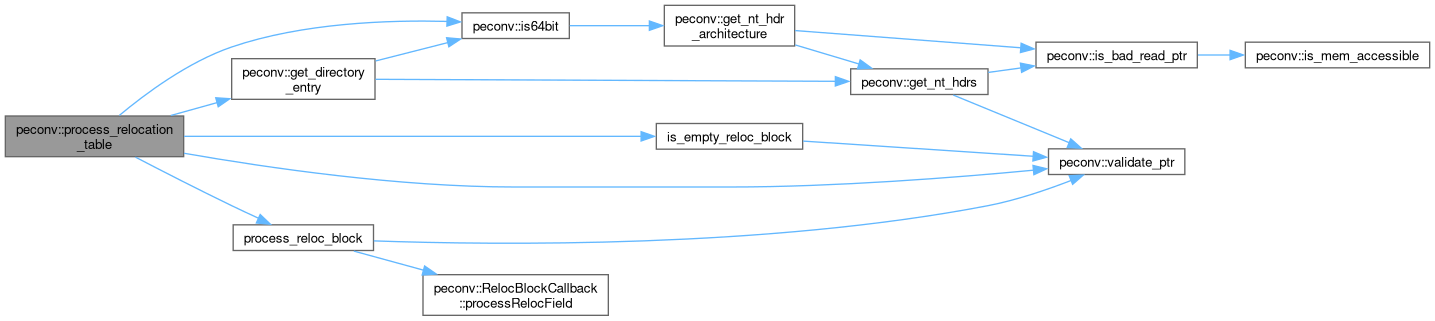 peconv::process_relocation
_table
peconv::is64bit
peconv::get_directory
_entry
is_empty_reloc_block
process_reloc_block
peconv::RelocBlockCallback
::processRelocField
peconv::get_nt_hdr
_architecture
peconv::get_nt_hdrs
peconv::is_bad_read_ptr
peconv::validate_ptr
peconv::is_mem_accessible